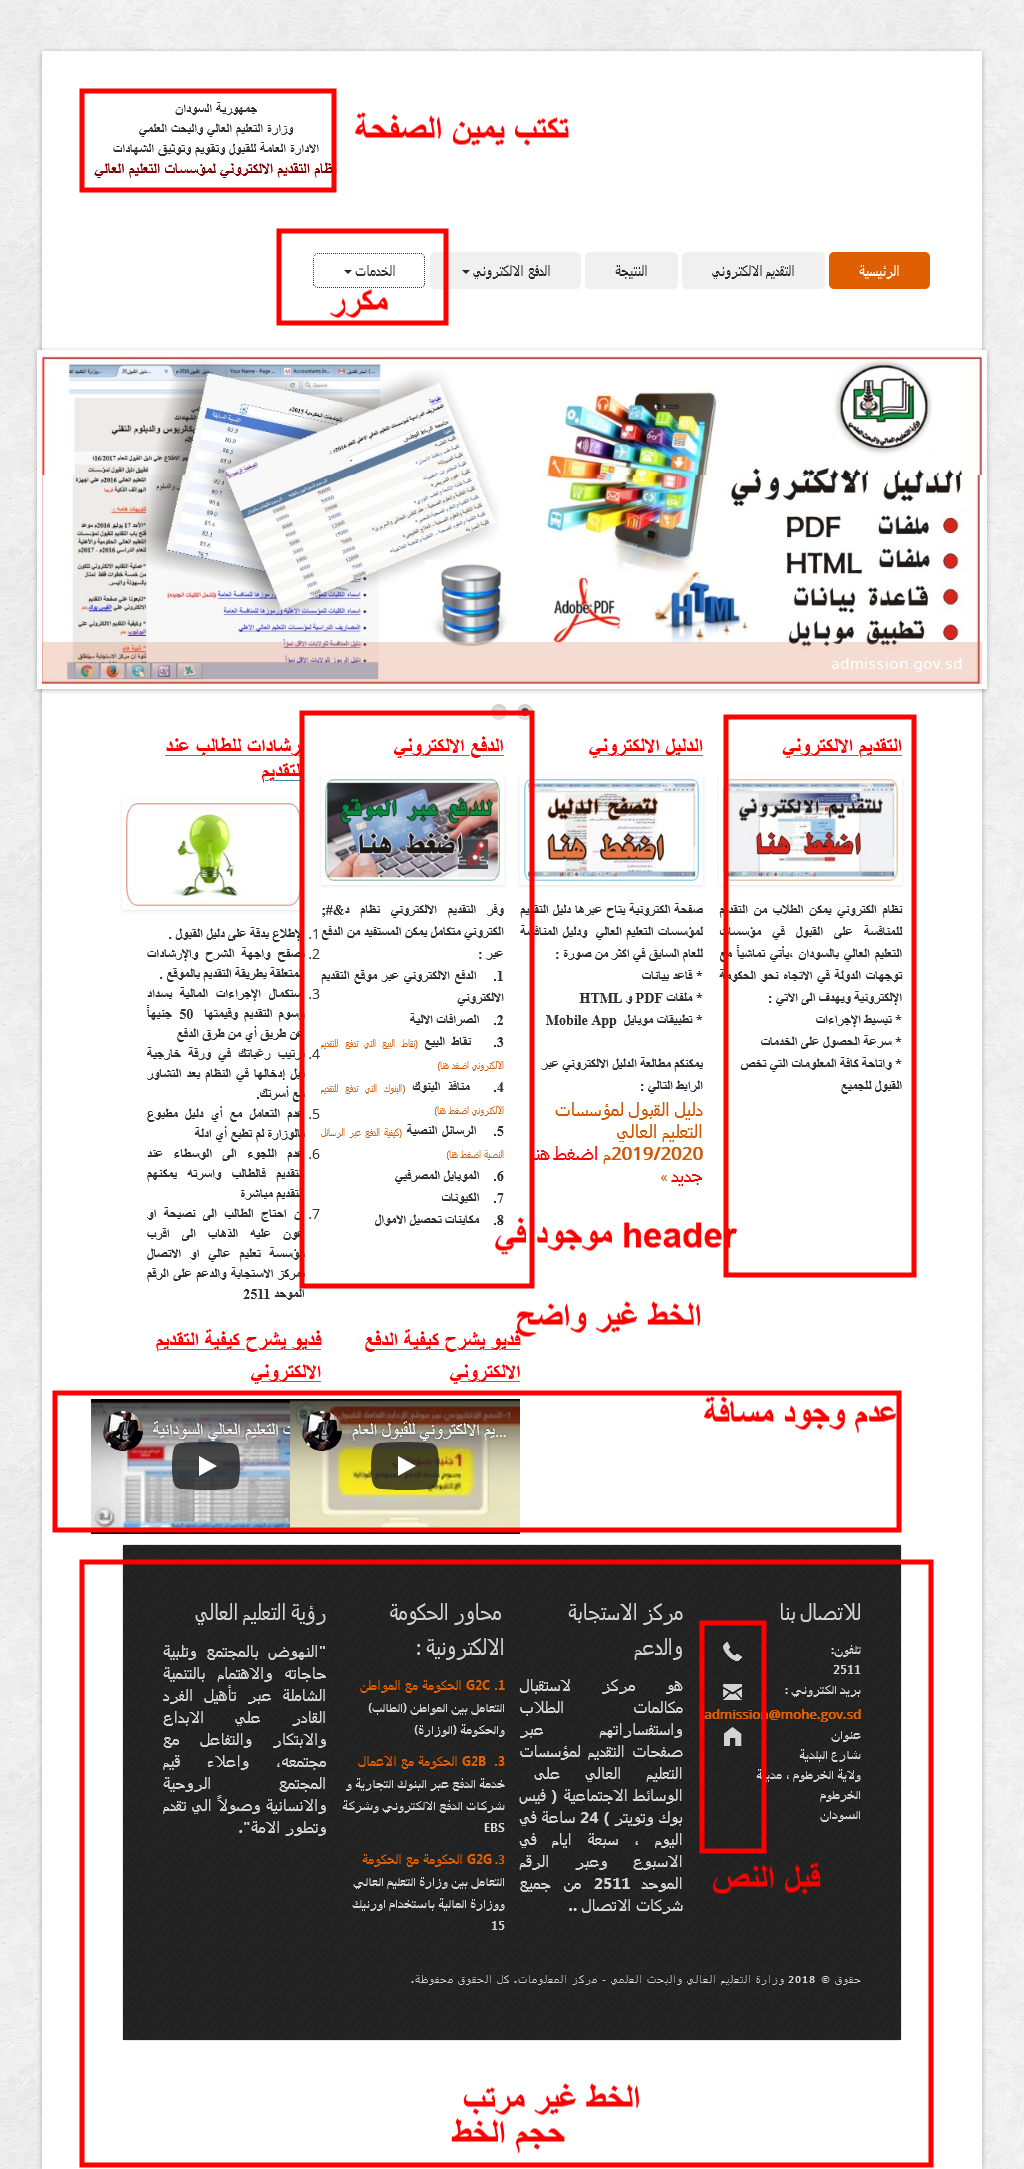 جمهورية السودان
وزارة التعليم العالي والبحث العلمي
الادارة العامة للقبول وتقويم وتوثيق الشهادات
نظام التقديم الالكتروني لمؤسسات التعليم العالي
تكتب يمين الصفحة
الرئيسية
التقديم الالكتروني
النتيجة
الدفع الالكتروني
الخدمات
مكرر
الدليل الالكتروني
ملفات PDF
ملفات HTML
قاعدة بيانات
تطبيق موبايل
Adobe PDF
HTML
admission.gov.sd
التقديم الالكتروني
للتقديم الالكتروني
اضغط هنا
نظام الكتروني يمكن الطلاب من التقديم
للمنافسة على القبول في مؤسسات
التعليم العالي بالسودان ،يأتي تماشياً مع
توجهات الدولة في الاتجاه نحو الحكومة
الإلكترونية ويهدف الى الاتي :
* تبسيط الإجراءات
* سرعة الحصول على الخدمات
* واتاحة كافة المعلومات التي تخص
القبول للجميع
الدليل الالكتروني
لتصفح الدليل
اضغط هنا
صفحة الكترونية يتاح عبرها دليل التقديم
لمؤسسات التعليم العالي ودليل المنافسة
للعام السابق في اكثر من صورة :
* قاعد بيانات
* ملفات PDF و HTML
* تطبيقات موبايل Mobile App
يمكنكم مطالعة الدليل الالكتروني عبر
الرابط التالي :
دليل القبول لمؤسسات
التعليم العالي
2019/2020م اضغط هنا
جديد »
الدفع الالكتروني
للدفع عبر الموقع
اضغط هنا
وفر التقديم الالكتروني نظام د&#;
الكتروني متكامل يمكن المستفيد من الدفع
عبر :
1. الدفع الالكتروني عبر موقع التقديم
الالكتروني
2. الصرافات الالية
3. نقاط البيع (نقاط البيع التي تدفع للتقديم
الالكتروني اضغد هنا)
4. منافذ البنوك (البنوك التي تدفع للتقديم
الالكتروني اضغط هنا)
5. الرسائل النصية (كيفية الدفع عبر الرسائل
النصية اضغط هنا)
6. الموبايل المصرفي
7. الكبونات
8. مكاينات تحصيل الاموال
إرشادات للطالب عند
التقديم
1. الإطلاع بدقة على دليل القبول .
2. تصفح واجهة الشرح والإرشادات
المتعلقة بطريقة التقديم بالموقع .
3. إستكمال الإجراءات المالية بسداد
رسوم التقديم وقيمتها 50 جنيهاً
عن طريق أي من طرق الدفع
4. ترتيب رغباتك في ورقة خارجية
قبل إدخالها في النظام بعد التشاور
مع أسرتك.
5. عدم التعامل مع أي دليل مطبوع
فالوزارة لم تطبع أي ادلة
6. عدم اللجوء الى الوسطاء عند
التقديم فالطالب واسرته يمكنهم
التقديم مباشرة
7. إن احتاج الطالب الى نصيحة او
عون عليه الذهاب الى اقرب
مؤسسة تعليم عالي او الاتصال
بمركز الاستجابة والدعم على الرقم
الموحد 2511
موجود في header
الخط غير واضح
فديو يشرح كيفية الدفع
الالكتروني
فديو يشرح كيفية التقديم
الالكتروني
عدم وجود مسافة
...يم الالكتروني للقبول العام
ت التعليم العالي السودانية
للاتصال بنا
تلفون:
2511
بريد الكتروني :
admission@mohe.gov.sd
عنوان
شارع البلدية
ولاية الخرطوم ، مدينة
الخرطوم
السودان
قبل النص
مركز الاستجابة
والدعم
هو مركز لاستقبال
مكالمات الطلاب
واستفساراتهم عبر
صفحات التقديم لمؤسسات
التعليم العالي على
الوسائط الاجتماعية ( فيس
بوك وتويتر ) 24 ساعة في
اليوم ، سبعة ايام في
الاسبوع وعبر الرقم
الموحد 2511 من جميع
شركات الاتصال ..
محاور الحكومة
الالكترونية :
1. G2C الحكومة مع المواطن
التعامل بين المواطن (الطالب)
والحكومة (الوزارة)
3. G2B الحكومة مع الاعمال
خدمة الدفع عبر البنوك التجارية و
شركات الدفع الالكتروني وشركة
EBS
3. G2G الحكومة مع الحكومة
التعامل بين وزارة التعليم العالي
ووزارة المالية باستخدام اورنيك
15
رؤية التعليم العالي
"النهوض بالمجتمع وتلبية
حاجاته والاهتمام بالتنمية
الشاملة عبر تأهيل الفرد
القادر علي الابداع
والابتكار والتفاعل مع
مجتمعه، واعلاء قيم
المجتمع الروحية
والانسانية وصولاً الي تقدم
وتطور الامة".
حقوق © 2018 وزارة التعليم العالي والبحث العلمي - مركز المعلومات. كل الحقوق محفوظة.
الخط غير مرتب
حجم الخط